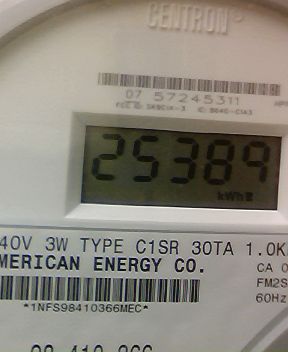 CENTRON®
07 57245311
25389
kWh
40V 3W TYPE C1SR 30TA 1.0K
MERICAN ENERGY CO.
CA 0
FM2S
60Hz
*1NFS98410366MEC*